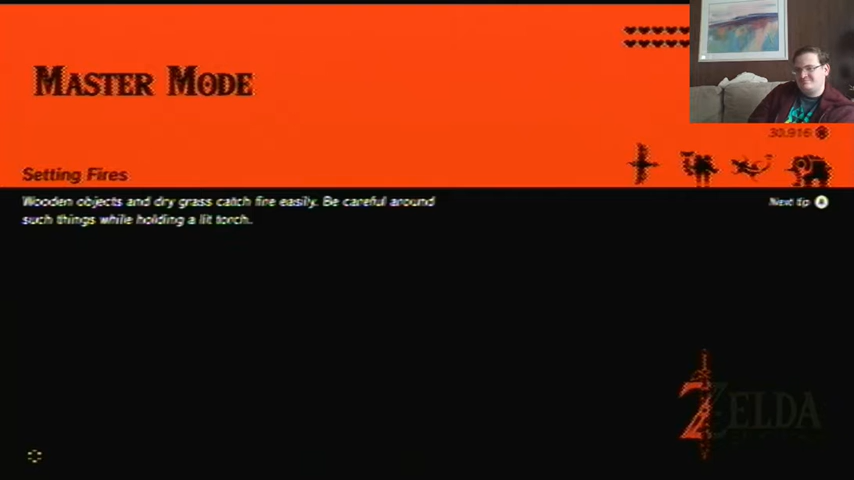 MASTER MODE
30,916
Setting Fires
Wooden objects and dry grass catch fire easily. Be careful around
such things while holding a lit torch.
Next tip A
ZELDA